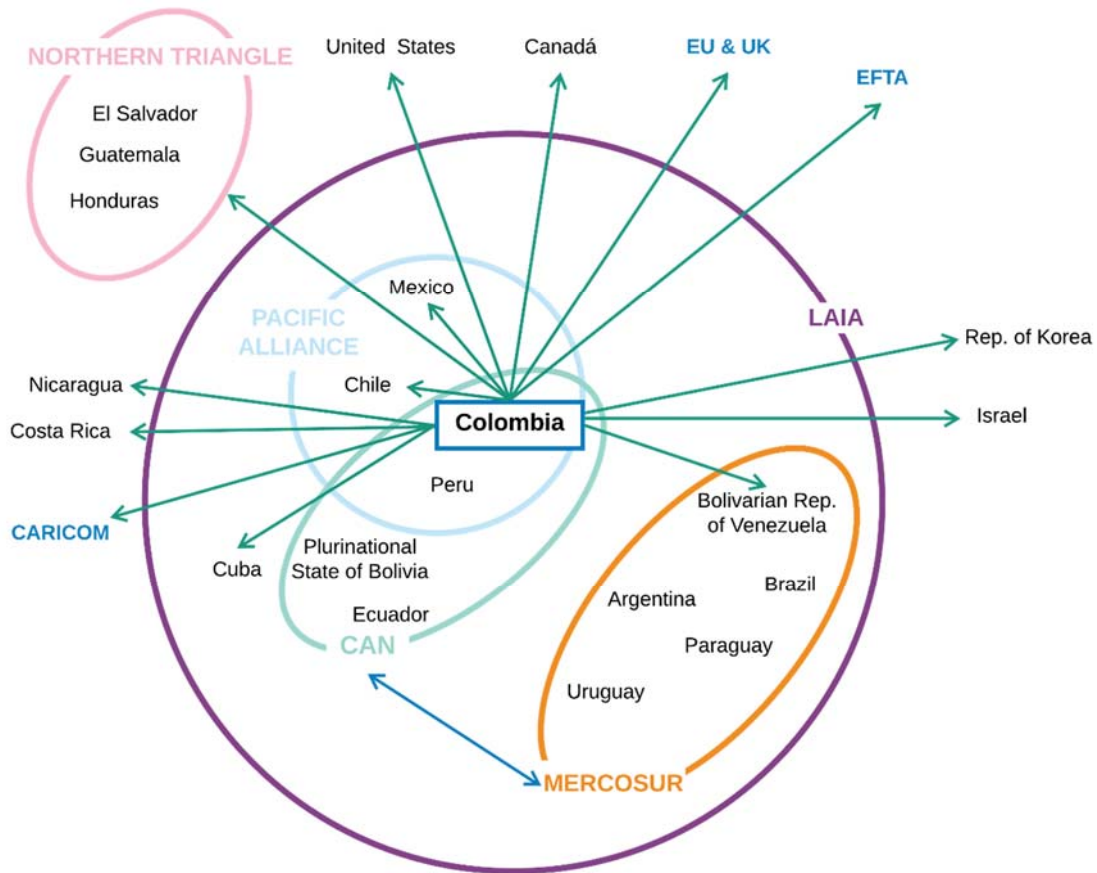 NORTHERN TRIANGLE
United States
Canadá
EU & UK
EFTA
El Salvador
Guatemala
Honduras
Mexico
PACIFIC
ALLIANCE
LAIA
Rep. of Korea
Nicaragua
Chile
Costa Rica
Colombia
Israel
Peru
Bolivarian Rep.
of Venezuela
CARICOM
Cuba
Plurinational
State of Bolivia
Brazil
Argentina
Ecuador
CAN
Paraguay
Uruguay
MERCOSUR